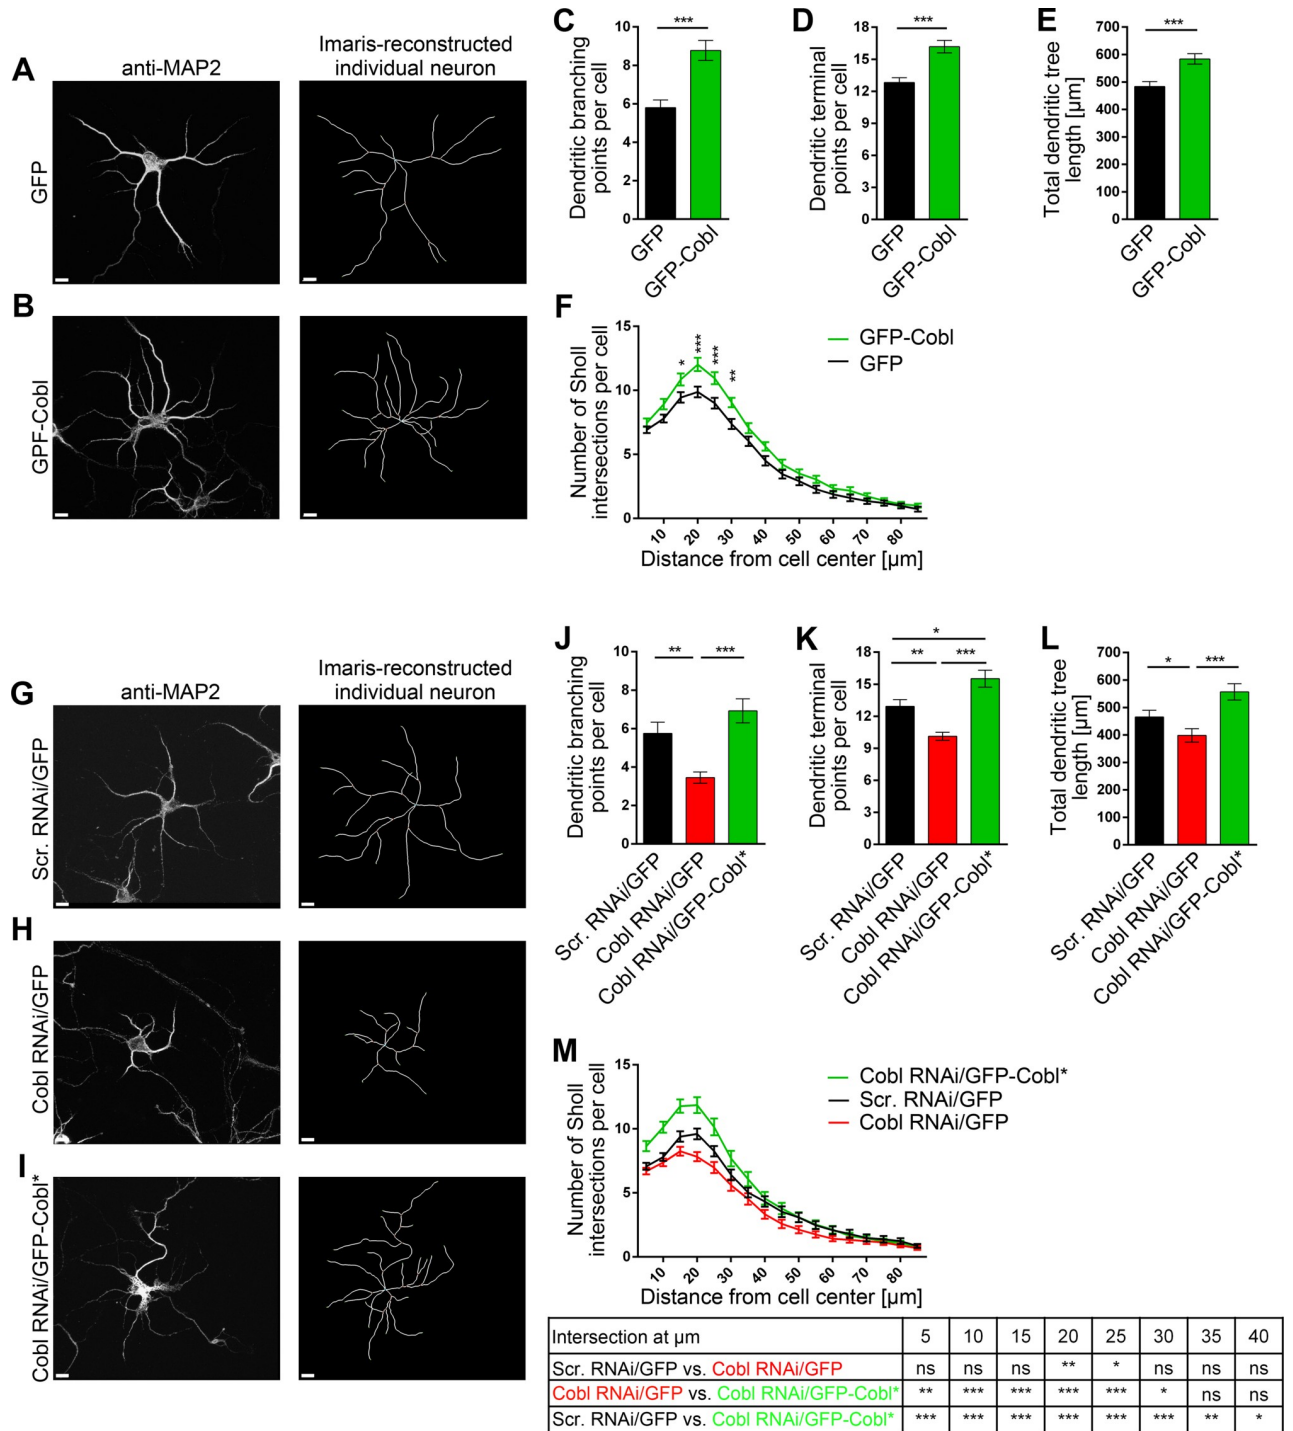 A
anti-MAP2
Imaris-reconstructed
individual neuron
GFP
B
GPF-Cobl
C
Dendritic branching
points per cell
10
8
6
4
2
0
***
GFP
GFP-Cobl
D
Dendritic terminal
points per cell
18
15
12
9
6
3
0
***
GFP
GFP-Cobl
E
Total dendritic tree
length [µm]
700
600
500
400
300
200
100
0
***
GFP
GFP-Cobl
F
Number of Sholl
intersections per cell
15
10
5
0
*
***
***
**
GFP-Cobl
GFP
10 20 30 40 50 60 70 80
Distance from cell center [µm]
G
anti-MAP2
Imaris-reconstructed
individual neuron
Scr. RNAi/GFP
H
Cobl RNAi/GFP
I
Cobl RNAi/GFP-Cobl*
J
Dendritic branching
points per cell
10
8
6
4
2
0
** ***
Scr. RNAi/GFP
Cobl RNAi/GFP
Cobl RNAi/GFP-Cobl*
K
Dendritic terminal
points per cell
18
15
12
9
6
3
0
*
** ***
Scr. RNAi/GFP
Cobl RNAi/GFP
Cobl RNAi/GFP-Cobl*
L
Total dendritic tree
length [µm]
700
600
500
400
300
200
100
0
* ***
Scr. RNAi/GFP
Cobl RNAi/GFP
Cobl RNAi/GFP-Cobl*
M
Number of Sholl
intersections per cell
15
10
5
0
Cobl RNAi/GFP-Cobl*
Scr. RNAi/GFP
Cobl RNAi/GFP
10 20 30 40 50 60 70 80
Distance from cell center [µm]
Intersection at µm 5 10 15 20 25 30 35 40
Scr. RNAi/GFP vs. Cobl RNAi/GFP ns ns ns ** * ns ns ns
Cobl RNAi/GFP vs. Cobl RNAi/GFP-Cobl* ** *** *** *** *** * ns ns
Scr. RNAi/GFP vs. Cobl RNAi/GFP-Cobl* *** *** *** *** *** *** ** *